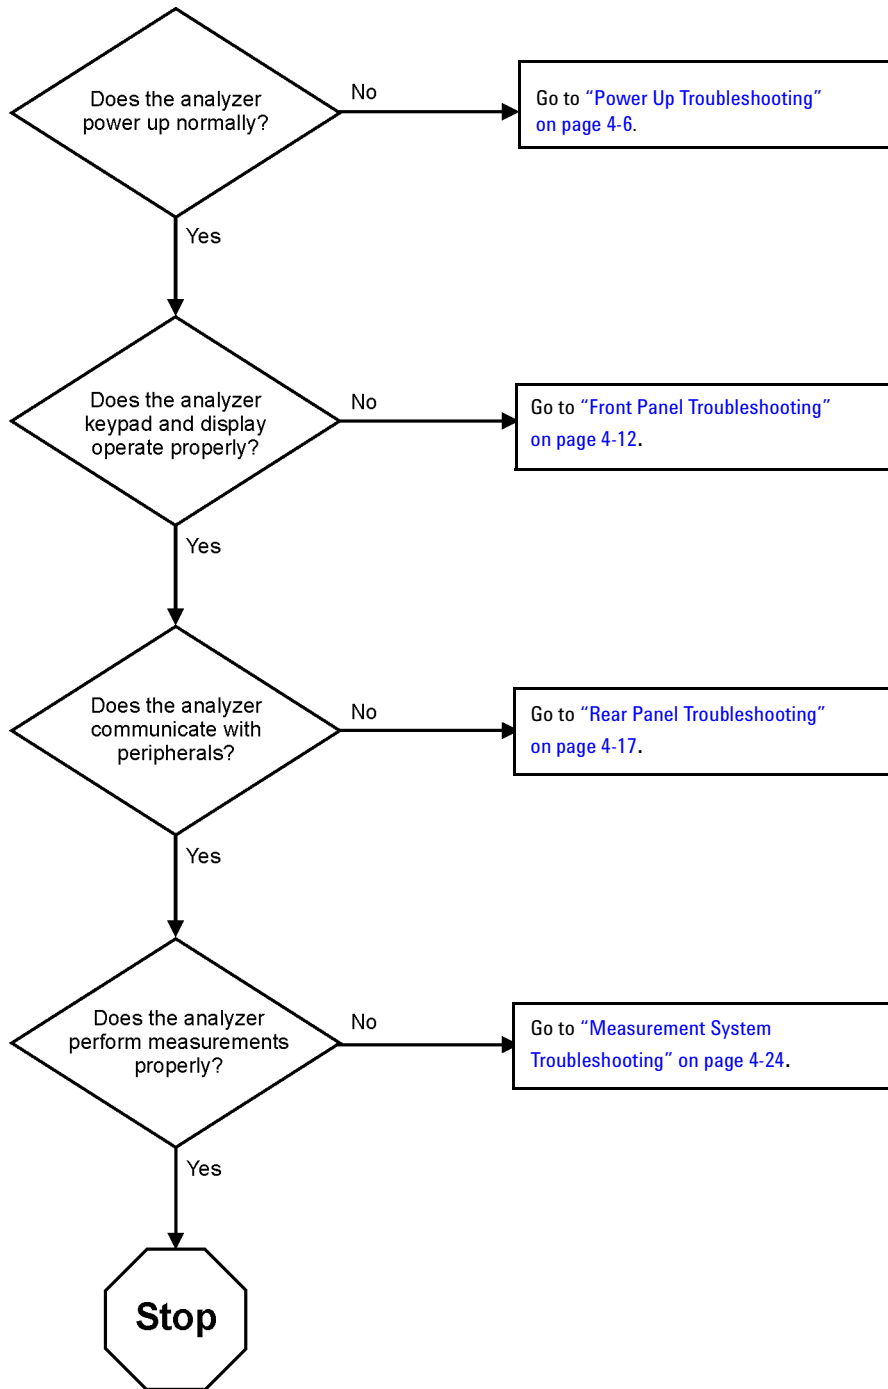 Does the analyzer
power up normally?
No
Go to “Power Up Troubleshooting”
on page 4-6.
Yes
Does the analyzer
keypad and display
operate properly?
No
Go to “Front Panel Troubleshooting”
on page 4-12.
Yes
Does the analyzer
communicate with
peripherals?
No
Go to “Rear Panel Troubleshooting”
on page 4-17.
Yes
Does the analyzer
perform measurements
properly?
No
Go to “Measurement System
Troubleshooting” on page 4-24.
Yes
Stop